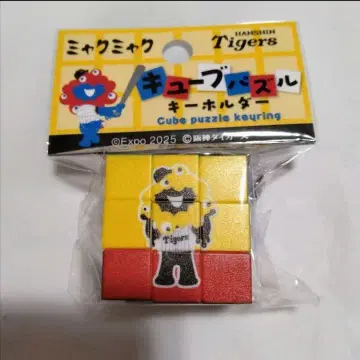 ミャクミャク
HANSHIN
Tigers
キューブパズル
キーホルダー
Cube puzzle keyring
©Expo 2025 ©阪神タイガース
Tigers